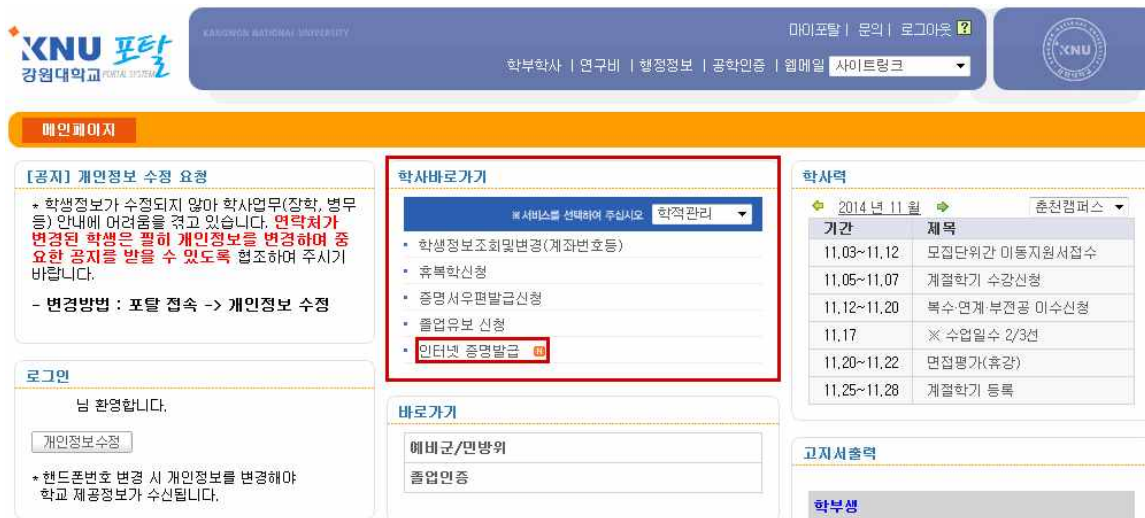 KNU 포탈
강원대학교 PORTAL SYSTEM
KANGWON NATIONAL UNIVERSITY
마이포탈 | 문의 | 로그아웃 ?
학부학사 | 연구비 | 행정정보 | 공학인증 | 웹메일 사이트링크
KNU
메인페이지
[공지] 개인정보 수정 요청
* 학생정보가 수정되지 않아 학사업무(장학, 병무
등) 안내에 어려움을 겪고 있습니다. 연락처가
변경된 학생은 필히 개인정보를 변경하여 중
요한 공지를 받을 수 있도록 협조하여 주시기
바랍니다.
- 변경방법 : 포탈 접속 -> 개인정보 수정
로그인
님 환영합니다.
개인정보수정
* 핸드폰번호 변경 시 개인정보를 변경해야
학교 제공정보가 수신됩니다.
학사바로가기
※ 서비스를 선택하여 주십시오 학적관리
학생정보조회및변경(계좌번호등)
휴복학신청
증명서우편발급신청
졸업유보 신청
인터넷 증명발급 N
바로가기
예비군/민방위
졸업인증
학사력
2014 년 11 월 춘천캠퍼스
기간 제목
11.03~11.12 모집단위간 이동지원서접수
11.05~11.07 계절학기 수강신청
11.12~11.20 복수·연계·부전공 이수신청
11.17 ※ 수업일수 2/3선
11.20~11.22 면접평가(휴강)
11.25~11.28 계절학기 등록
고지서출력
학부생